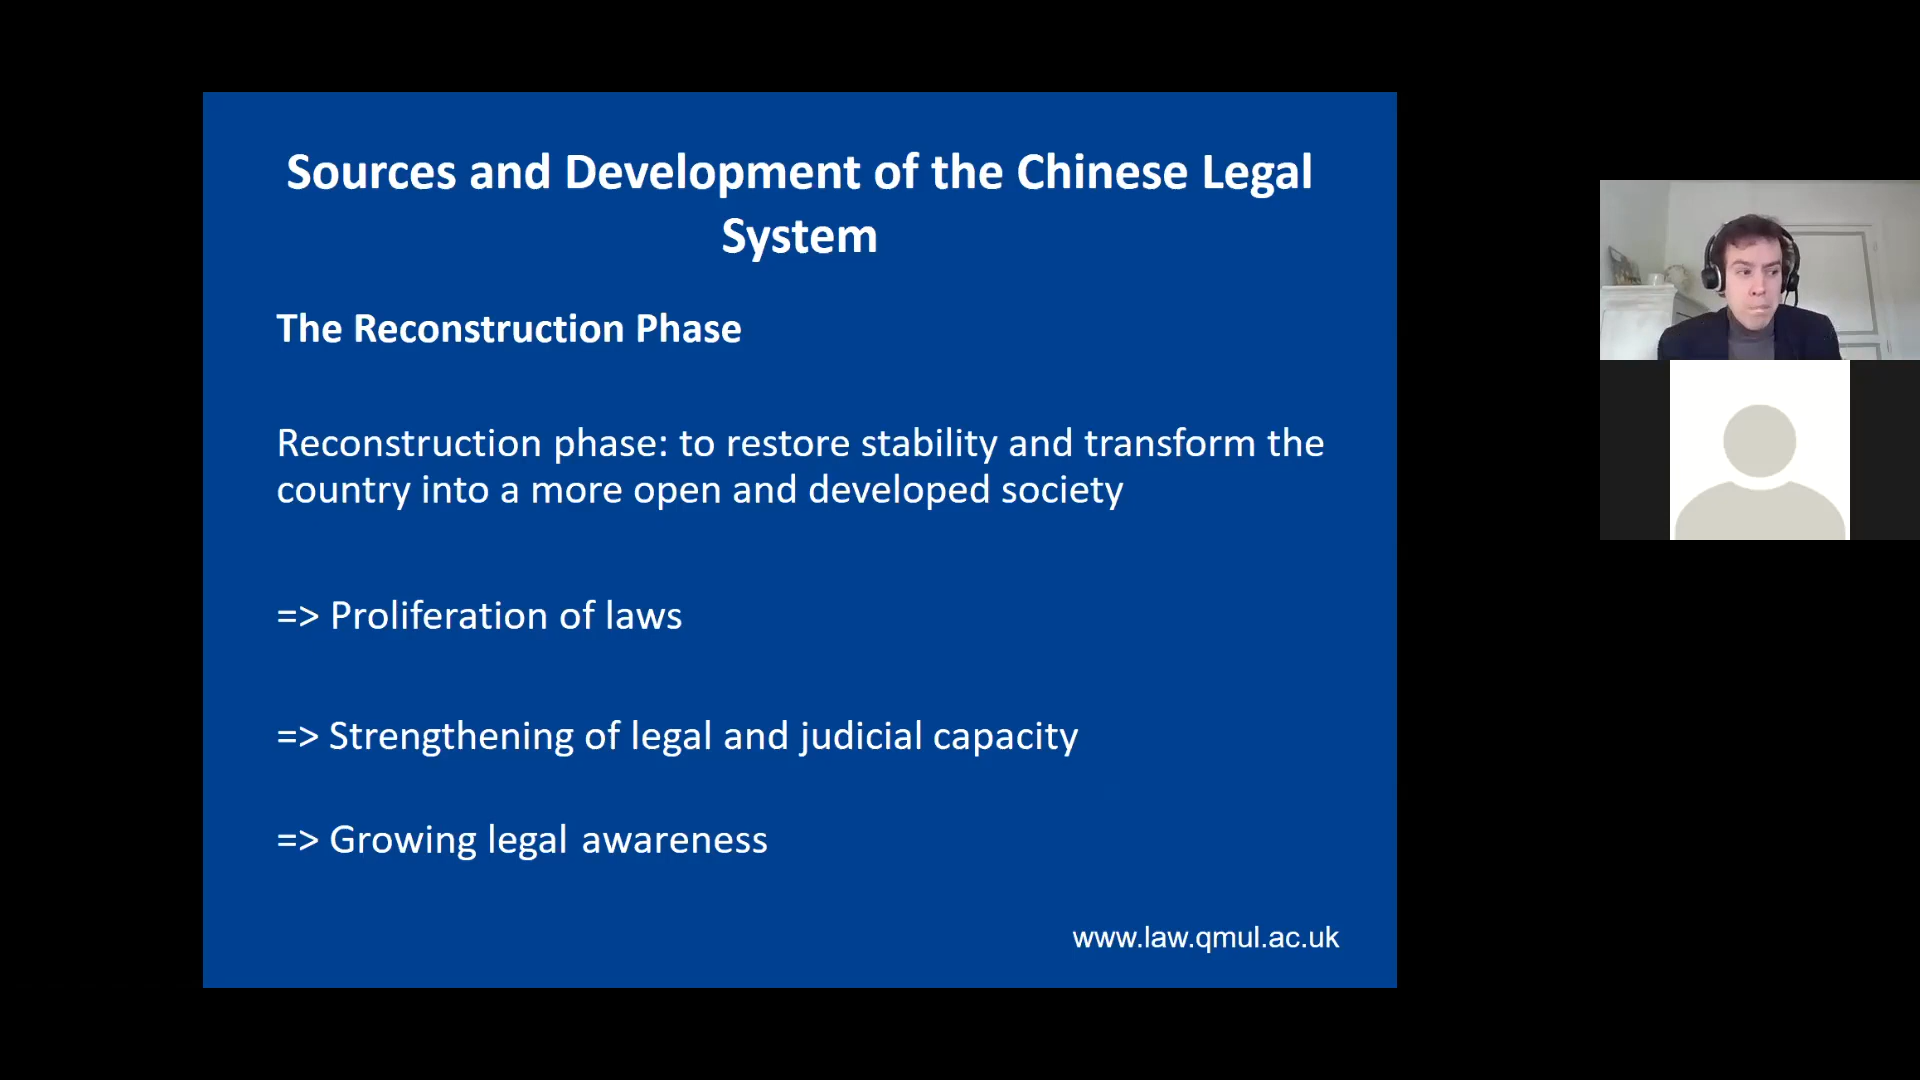 Sources and Development of the Chinese Legal
System
The Reconstruction Phase
Reconstruction phase: to restore stability and transform the
country into a more open and developed society
=> Proliferation of laws
=> Strengthening of legal and judicial capacity
=> Growing legal awareness
www.law.qmul.ac.uk